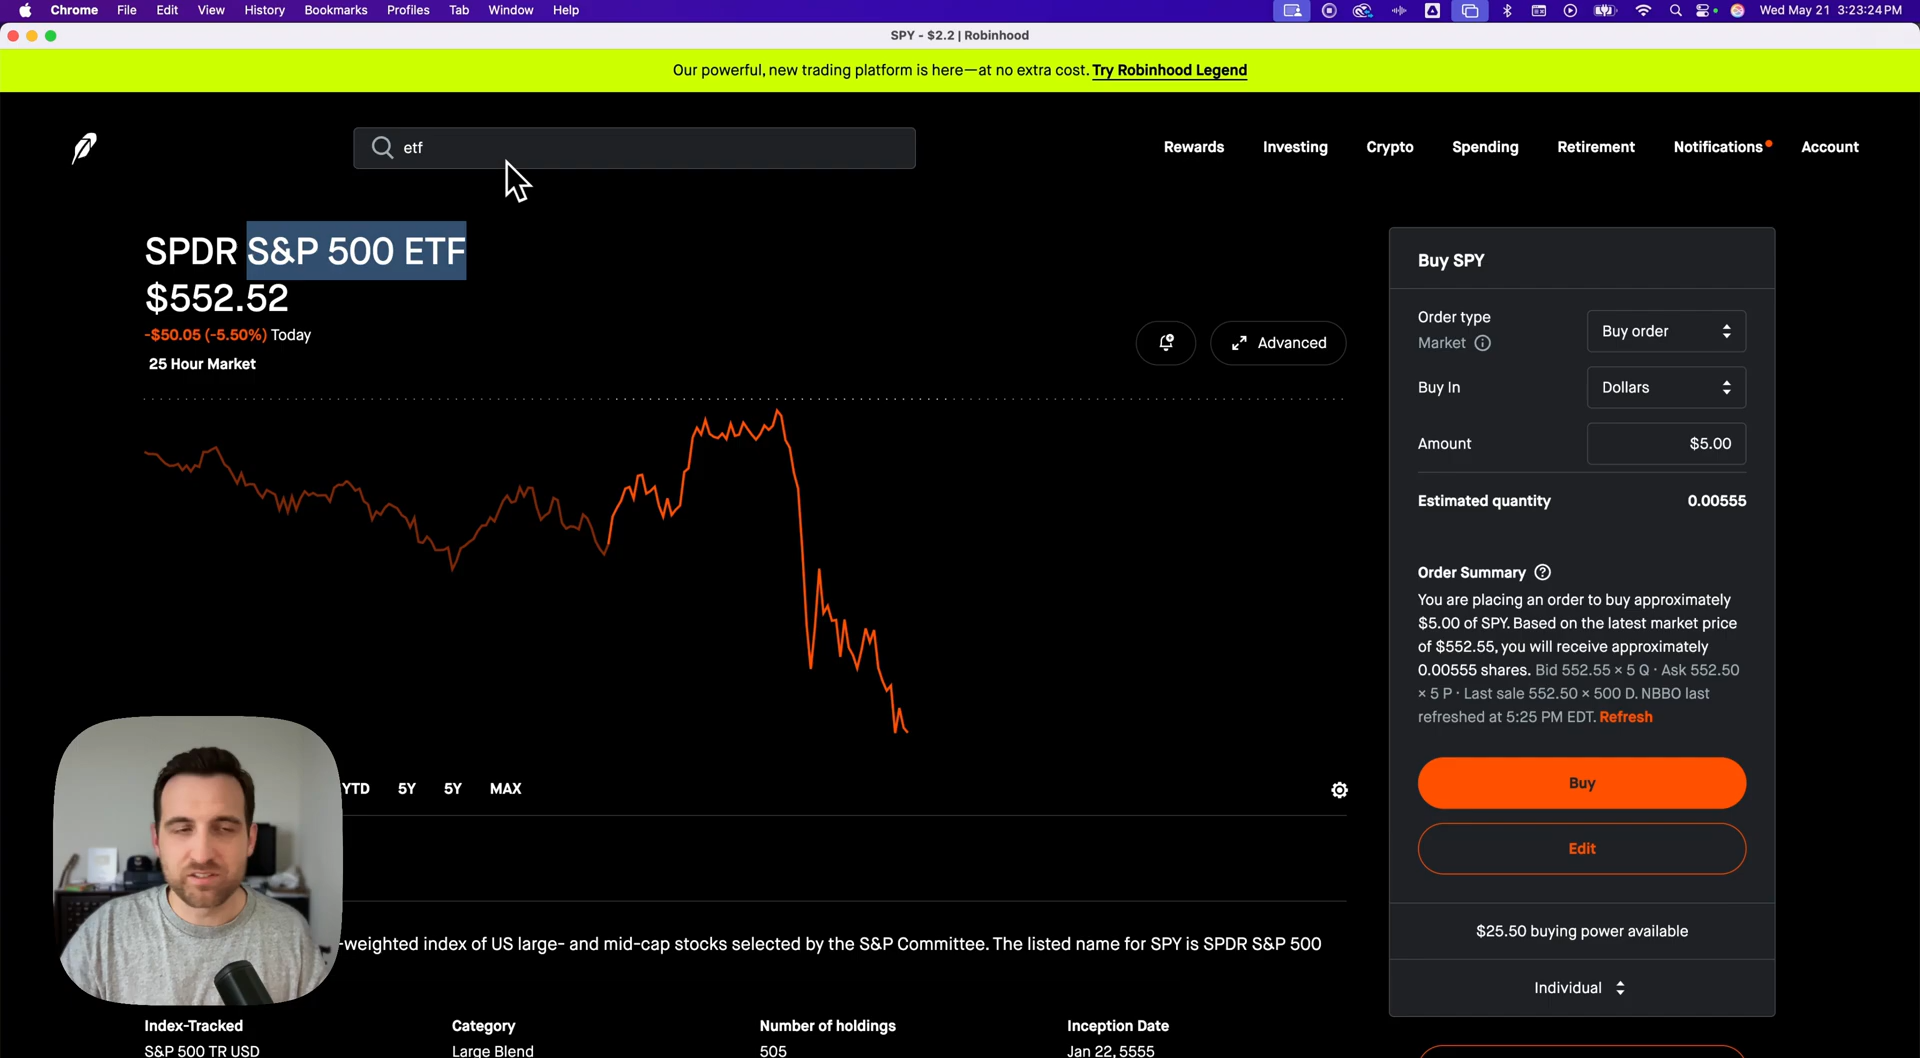 Chrome File Edit View History Bookmarks Profiles Tab Window Help Wed May 21 3:23:24 PM
SPY - $2.2 | Robinhood
Our powerful, new trading platform is here—at no extra cost. Try Robinhood Legend
etf
Rewards Investing Crypto Spending Retirement Notifications Account
SPDR S&P 500 ETF
$552.52
-$50.05 (-5.50%) Today
25 Hour Market
Advanced
YTD 5Y 5Y MAX
-weighted index of US large- and mid-cap stocks selected by the S&P Committee. The listed name for SPY is SPDR S&P 500
Index-Tracked Category Number of holdings Inception Date
S&P 500 TR USD Large Blend 505 Jan 22, 5555
Buy SPY
Order type
Market
Buy order
Buy In Dollars
Amount $5.00
Estimated quantity 0.00555
Order Summary
You are placing an order to buy approximately
$5.00 of SPY. Based on the latest market price
of $552.55, you will receive approximately
0.00555 shares. Bid 552.55 × 5 Q · Ask 552.50
× 5 P · Last sale 552.50 × 500 D. NBBO last
refreshed at 5:25 PM EDT. Refresh
Buy
Edit
$25.50 buying power available
Individual